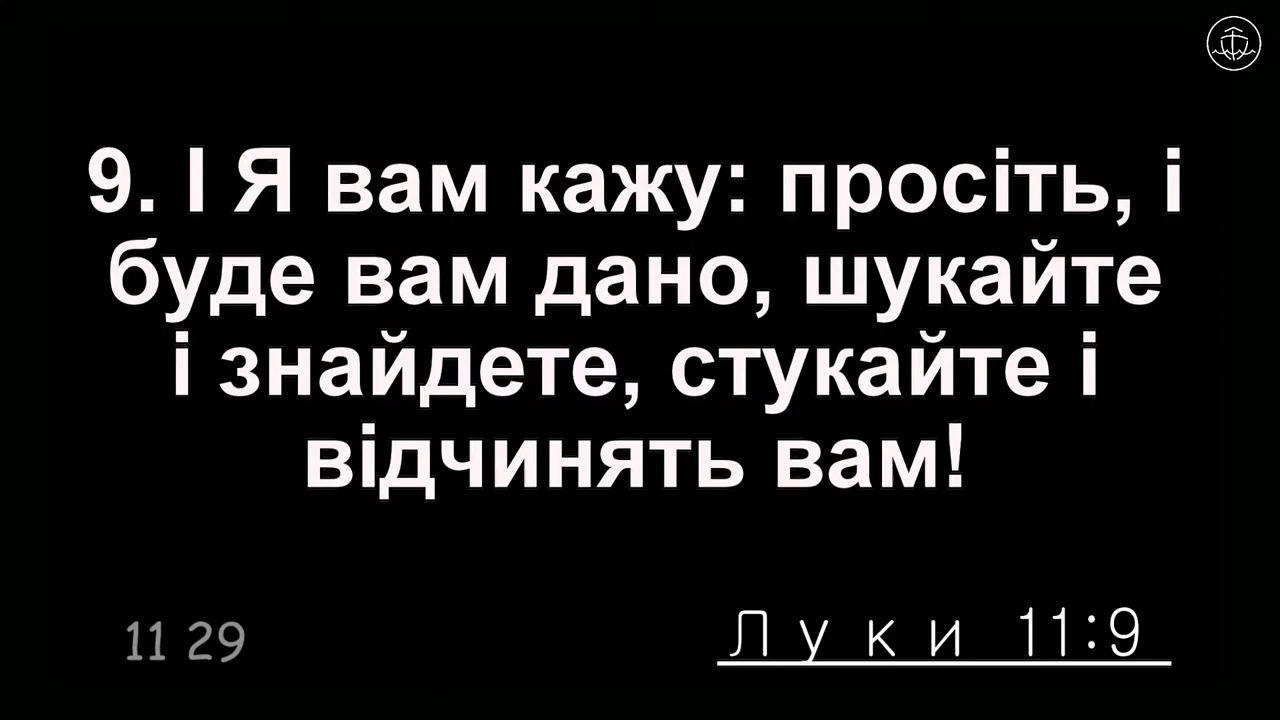 9. І Я вам кажу: просіть, і
буде вам дано, шукайте
і знайдете, стукайте і
відчинять вам!
11 29
Луки 11:9